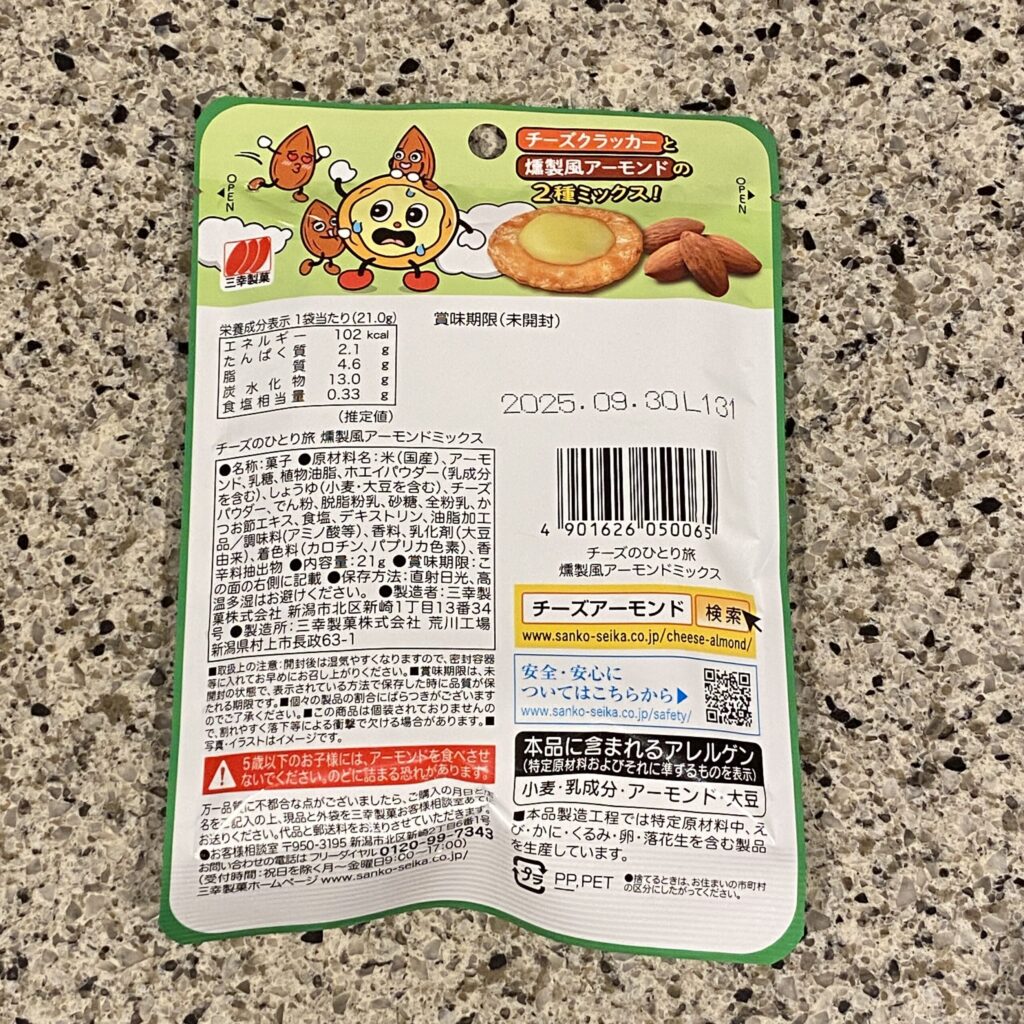 チーズクラッカーと
燻製風アーモンドの
2種ミックス!
OPEN
OPEN
三幸製菓
栄養成分表示 1袋当たり(21.0g)
エネルギー 102 kcal
たんぱく質 2.1 g
脂質 4.6 g
炭水化物 13.0 g
食塩相当量 0.33 g
(推定値)
賞味期限(未開封)
2025.09.30L131
チーズのひとり旅 燻製風アーモンドミックス
●名称:菓子 ●原材料名:米(国産)、アーモ
ンド、乳糖、植物油脂、ホエイパウダー(乳成分
を含む)、しょうゆ(小麦・大豆を含む)、チーズ
パウダー、でん粉、脱脂粉乳、砂糖、全粉乳、か
つお節エキス、食塩、デキストリン、油脂加工
品/調味料(アミノ酸等)、香料、乳化剤(大豆
由来)、着色料(カロチン、パプリカ色素)、香
辛料抽出物 ●内容量:21g ●賞味期限:こ
の面の右側に記載 ●保存方法:直射日光、高
温多湿はお避けください。 ●製造者:三幸製
菓株式会社 新潟市北区新崎1丁目13番34
号 ●製造所:三幸製菓株式会社 荒川工場
新潟県村上市長政63-1
■取扱上の注意:開封後は湿気やすくなりますので、密封容器
等に入れてお早めにお召し上がりください。■賞味期限は、未
開封の状態で、表示されている方法で保存した時に品質が保
たれる期限です。■個々の製品の割合にばらつきがございます
のでご了承ください。■この商品は個装されておりませんの
で、割れやすく落下等による衝撃で欠ける場合があります。■
写真・イラストはイメージです。
5歳以下のお子様には、アーモンドを食べさせ
ないでください。のどに詰まる恐れがあります。
万一品質に不都合な点がございましたら、ご購入の月日と店
名をご記入の上、現品と外袋を三幸製菓お客様相談室あてに
お送りください。代品と郵送料をお送りさせていただきます。
●お客様相談室 〒950-3195 新潟市北区新崎2丁目6番1号
お問い合わせの電話は フリーダイヤル 0120-99-7343
(受付時間:祝日を除く月~金曜日9:00~17:00)
三幸製菓ホームページ www.sanko-seika.co.jp/
4 901626 050065
チーズのひとり旅
燻製風アーモンドミックス
チーズアーモンド 検索
www.sanko-seika.co.jp/cheese-almond/
安全・安心に
ついてはこちらから▶
www.sanko-seika.co.jp/safety/
本品に含まれるアレルゲン
(特定原材料およびそれに準ずるものを表示)
小麦・乳成分・アーモンド・大豆
■本品製造工程では特定原材料中、え
び・かに・くるみ・卵・落花生を含む製品
を生産しています。
プラ PP,PET
●捨てるときは、お住まいの市町村
の区分にしたがってください。